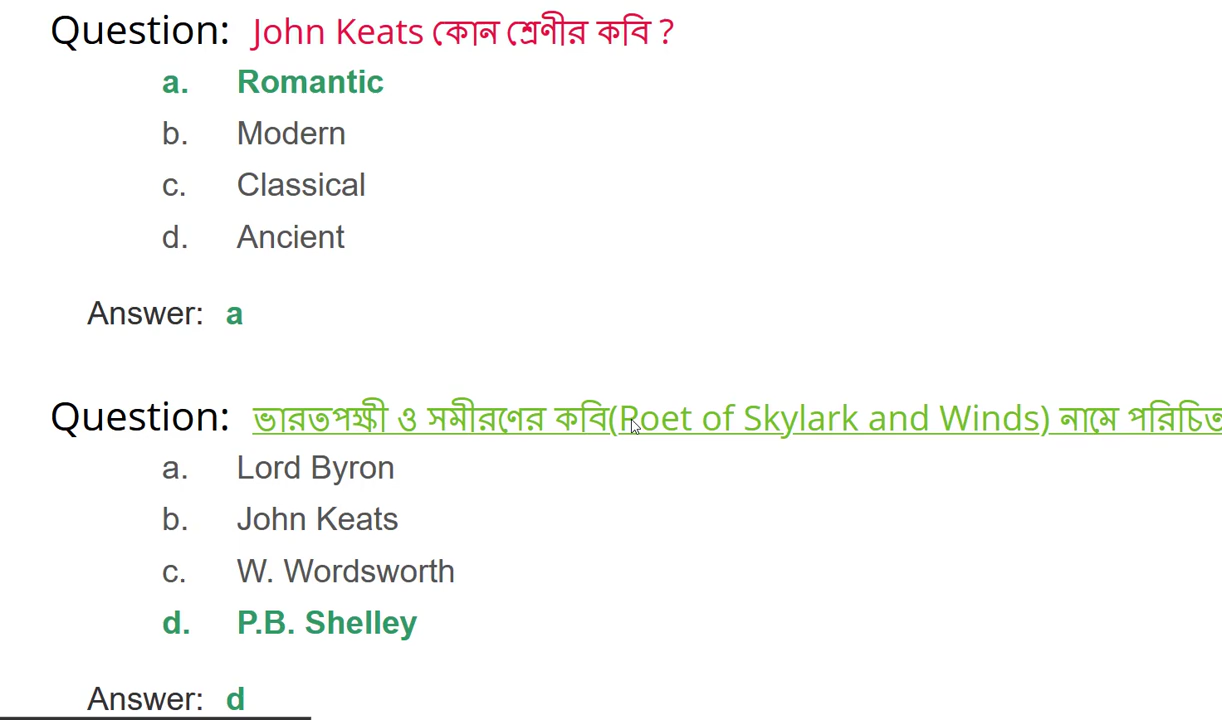 Question: John Keats কোন শ্রেণীর কবি ?
a. Romantic
b. Modern
c. Classical
d. Ancient
Answer: a
Question: ভারতপক্ষী ও সমীরণের কবি(Poet of Skylark and Winds) নামে পরিচিত
a. Lord Byron
b. John Keats
c. W. Wordsworth
d. P.B. Shelley
Answer: d